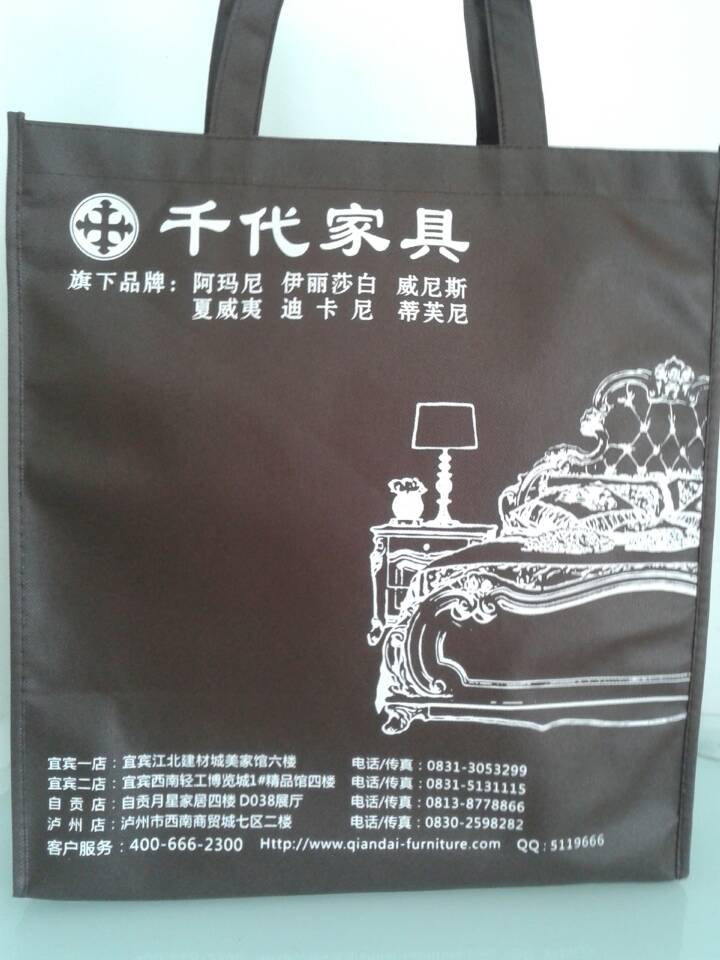 千代家具
旗下品牌：阿玛尼 伊丽莎白 威尼斯
夏威夷 迪卡尼 蒂芙尼
宜宾一店：宜宾江北建材城美家馆六楼 电话/传真：0831-3053299
宜宾二店：宜宾西南轻工博览城1#精品馆四楼 电话/传真：0831-5131115
自贡店：自贡月星家居四楼 D038展厅 电话/传真：0813-8778866
泸州店：泸州市西南商贸城七区二楼 电话/传真：0830-2598282
客户服务：400-666-2300 Http://www.qiandai-furniture.com QQ：5119666